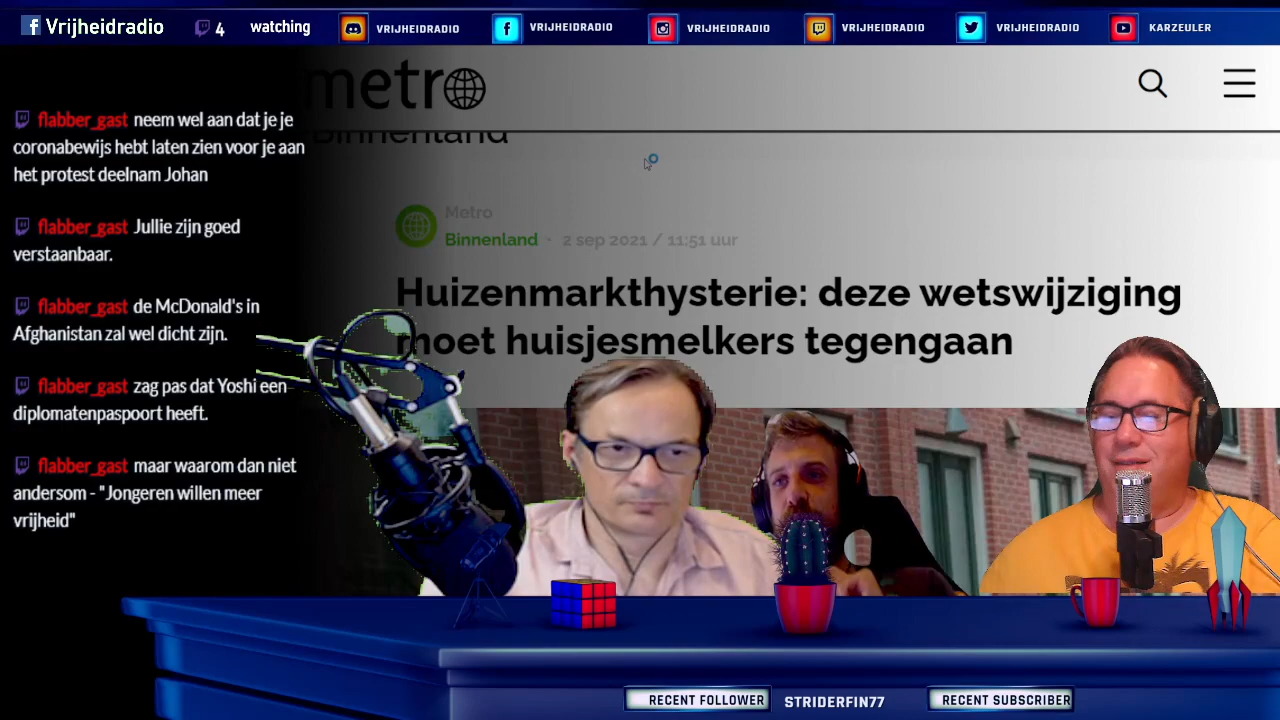 Vrijheidradio
4
watching
VRIJHEIDRADIO
VRIJHEIDRADIO
VRIJHEIDRADIO
VRIJHEIDRADIO
VRIJHEIDRADIO
KARZEULER
metro
Binnenland
flabber_gast neem wel aan dat je je
coronabewijs hebt laten zien voor je aan
het protest deelnam Johan
flabber_gast Jullie zijn goed
verstaanbaar.
flabber_gast de McDonald's in
Afghanistan zal wel dicht zijn.
flabber_gast zag pas dat Yoshi een
diplomatenpaspoort heeft.
flabber_gast maar waarom dan niet
andersom - "Jongeren willen meer
vrijheid"
Metro
Binnenland · 2 sep 2021 / 11:51 uur
Huizenmarkthysterie: deze wetswijziging
moet huisjesmelkers tegengaan
RECENT FOLLOWER
STRIDERFIN77
RECENT SUBSCRIBER